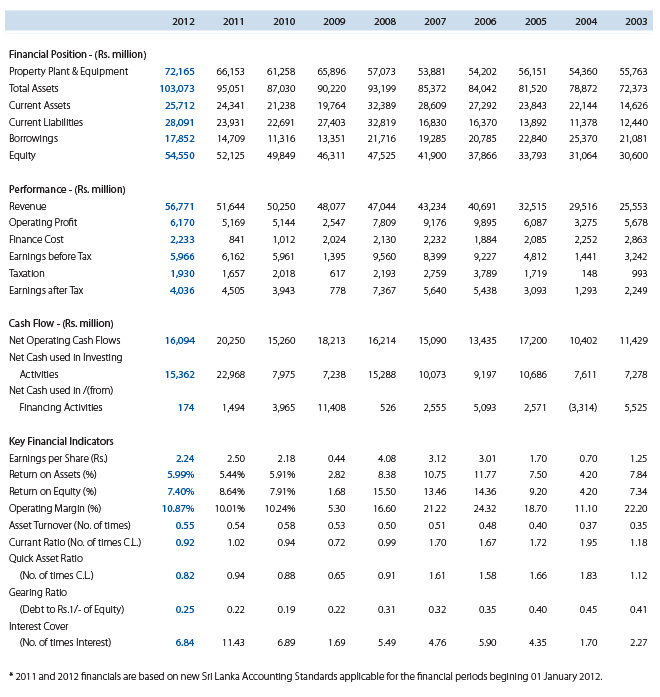 2012 2011 2010 2009 2008 2007 2006 2005 2004 2003
Financial Position - (Rs. million)
Property Plant & Equipment 72,165 66,153 61,258 65,896 57,073 53,881 54,202 56,151 54,360 55,763
Total Assets 103,073 95,051 87,030 90,220 93,199 85,372 84,042 81,520 78,872 72,373
Current Assets 25,712 24,341 21,238 19,764 32,389 28,609 27,292 23,843 22,144 14,626
Current Liabilities 28,091 23,931 22,691 27,403 32,819 16,830 16,370 13,892 11,378 12,440
Borrowings 17,852 14,709 11,316 13,351 21,716 19,285 20,785 22,840 25,370 21,081
Equity 54,550 52,125 49,849 46,311 47,525 41,900 37,866 33,793 31,064 30,600
Performance - (Rs. million)
Revenue 56,771 51,644 50,250 48,077 47,044 43,234 40,691 32,515 29,516 25,553
Operating Profit 6,170 5,169 5,144 2,547 7,809 9,176 9,895 6,087 3,275 5,678
Finance Cost 2,233 841 1,012 2,024 2,130 2,232 1,884 2,085 2,252 2,863
Earnings before Tax 5,966 6,162 5,961 1,395 9,560 8,399 9,227 4,812 1,441 3,242
Taxation 1,930 1,657 2,018 617 2,193 2,759 3,789 1,719 148 993
Earnings after Tax 4,036 4,505 3,943 778 7,367 5,640 5,438 3,093 1,293 2,249
Cash Flow - (Rs. million)
Net Operating Cash Flows 16,094 20,250 15,260 18,213 16,214 15,090 13,435 17,200 10,402 11,429
Net Cash used in Investing
Activities 15,362 22,968 7,975 7,238 15,288 10,073 9,197 10,686 7,611 7,278
Net Cash used in /(from)
Financing Activities 174 1,494 3,965 11,408 526 2,555 5,093 2,571 (3,314) 5,525
Key Financial Indicators
Earnings per Share (Rs.) 2.24 2.50 2.18 0.44 4.08 3.12 3.01 1.70 0.70 1.25
Return on Assets (%) 5.99% 5.44% 5.91% 2.82 8.38 10.75 11.77 7.50 4.20 7.84
Return on Equity (%) 7.40% 8.64% 7.91% 1.68 15.50 13.46 14.36 9.20 4.20 7.34
Operating Margin (%) 10.87% 10.01% 10.24% 5.30 16.60 21.22 24.32 18.70 11.10 22.20
Asset Turnover (No. of times) 0.55 0.54 0.58 0.53 0.50 0.51 0.48 0.40 0.37 0.35
Currant Ratio (No. of times C.L.) 0.92 1.02 0.94 0.72 0.99 1.70 1.67 1.72 1.95 1.18
Quick Asset Ratio
(No. of times C.L.) 0.82 0.94 0.88 0.65 0.91 1.61 1.58 1.66 1.83 1.12
Gearing Ratio
(Debt to Rs.1/- of Equity) 0.25 0.22 0.19 0.22 0.31 0.32 0.35 0.40 0.45 0.41
Interest Cover
(No. of times Interest) 6.84 11.43 6.89 1.69 5.49 4.76 5.90 4.35 1.70 2.27
* 2011 and 2012 financials are based on new Sri Lanka Accounting Standards applicable for the financial periods begining 01 January 2012.